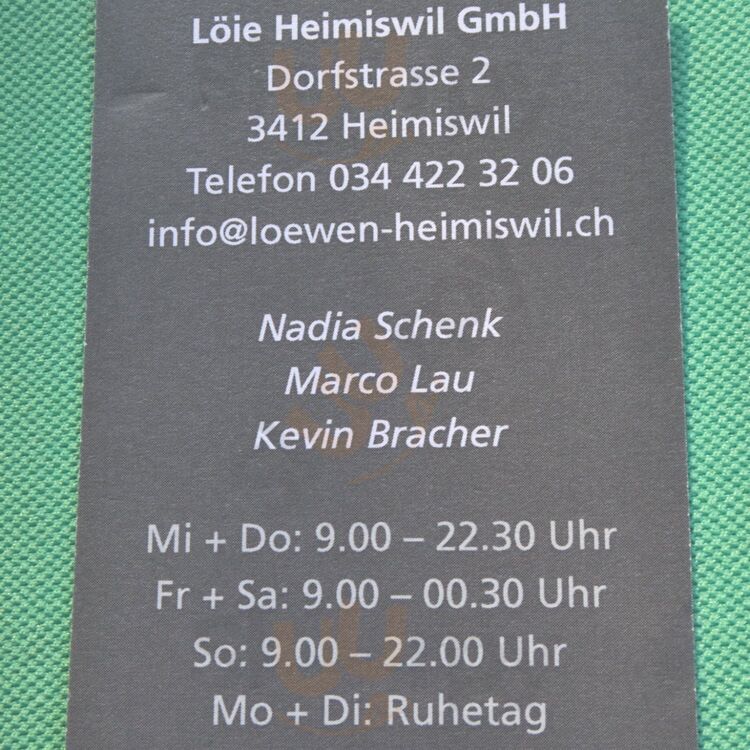 Löie Heimiswil GmbH
Dorfstrasse 2
3412 Heimiswil
Telefon 034 422 32 06
info@loewen-heimiswil.ch
Nadia Schenk
Marco Lau
Kevin Bracher
Mi + Do: 9.00 – 22.30 Uhr
Fr + Sa: 9.00 – 00.30 Uhr
So: 9.00 – 22.00 Uhr
Mo + Di: Ruhetag